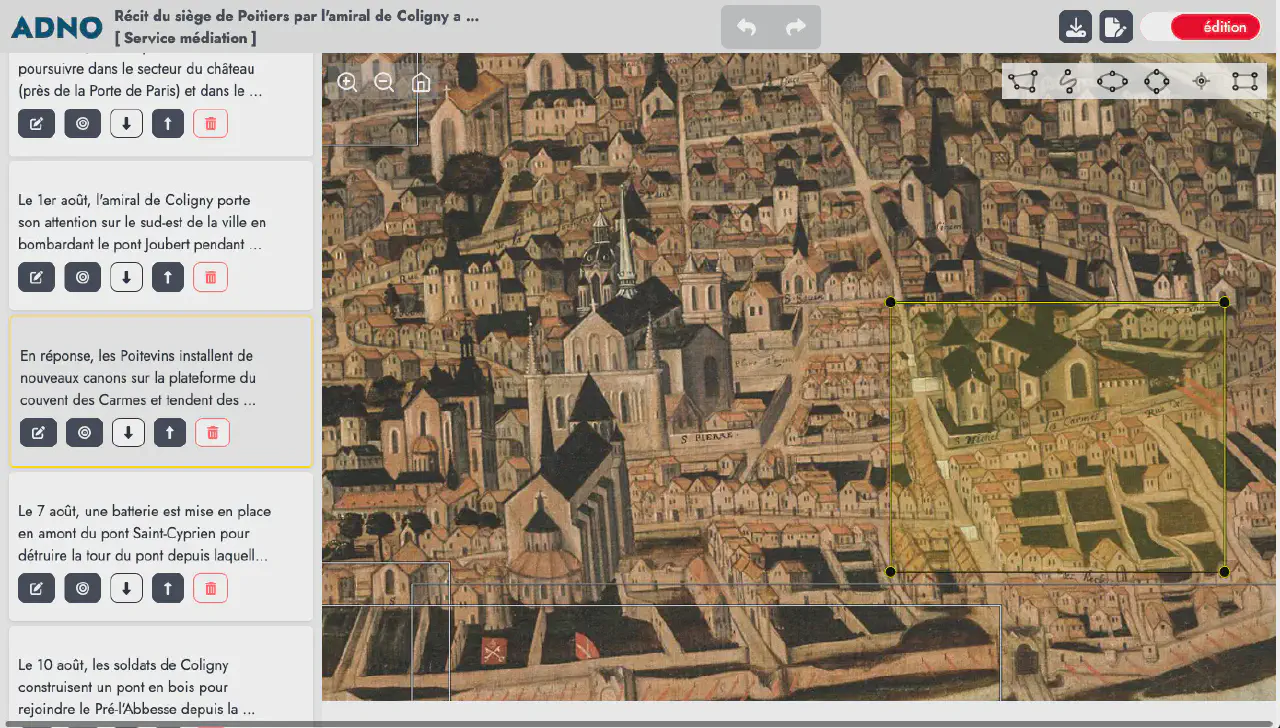 ADNO
Récit du siège de Poitiers par l'amiral de Coligny a ...
[ Service médiation ]
édition
poursuivre dans le secteur du château
(près de la Porte de Paris) et dans le ...
Le 1er août, l'amiral de Coligny porte
son attention sur le sud-est de la ville en
bombardant le pont Joubert pendant ...
En réponse, les Poitevins installent de
nouveaux canons sur la plateforme du
couvent des Carmes et tendent des ...
Le 7 août, une batterie est mise en place
en amont du pont Saint-Cyprien pour
détruire la tour du pont depuis laquell...
Le 10 août, les soldats de Coligny
construisent un pont en bois pour
rejoindre le Pré-l'Abbesse depuis la ...
S PIERRE
S Michel
les Carmes
Rue